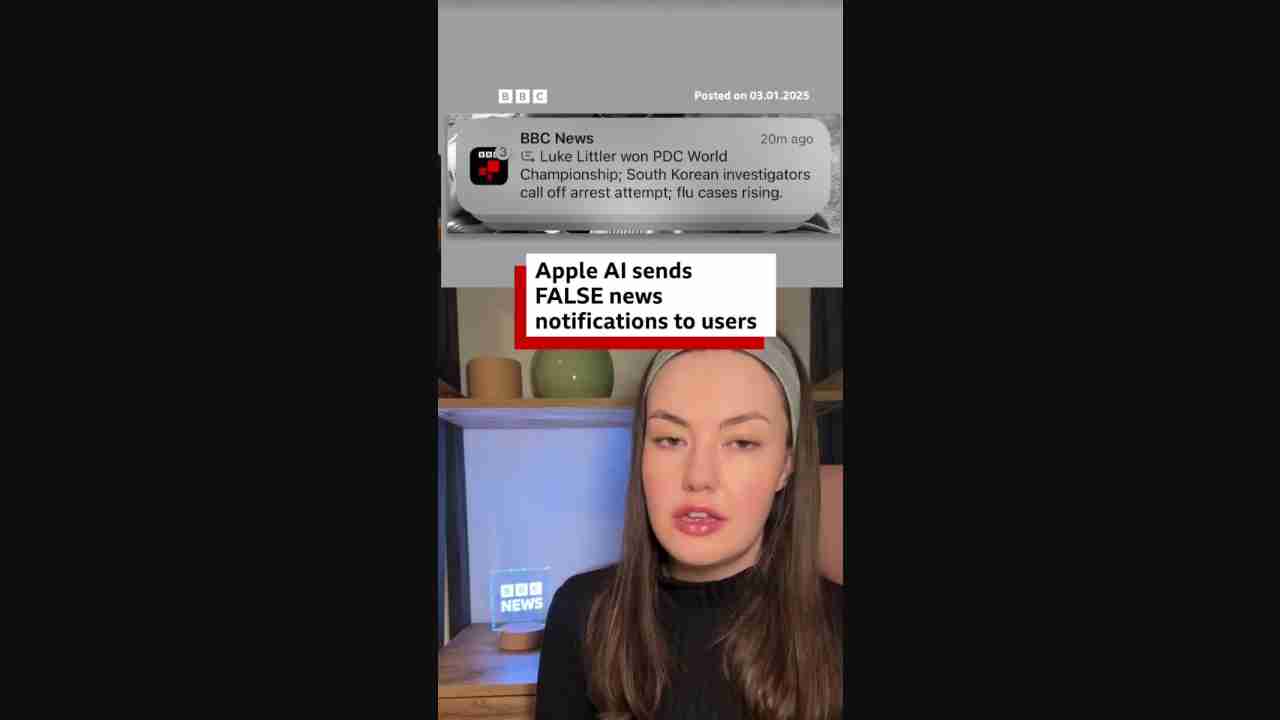 BBC
Posted on 03.01.2025
BBC News
20m ago
3
Luke Littler won PDC World
Championship; South Korean investigators
call off arrest attempt; flu cases rising.
Apple AI sends
FALSE news
notifications to users
BBC
NEWS